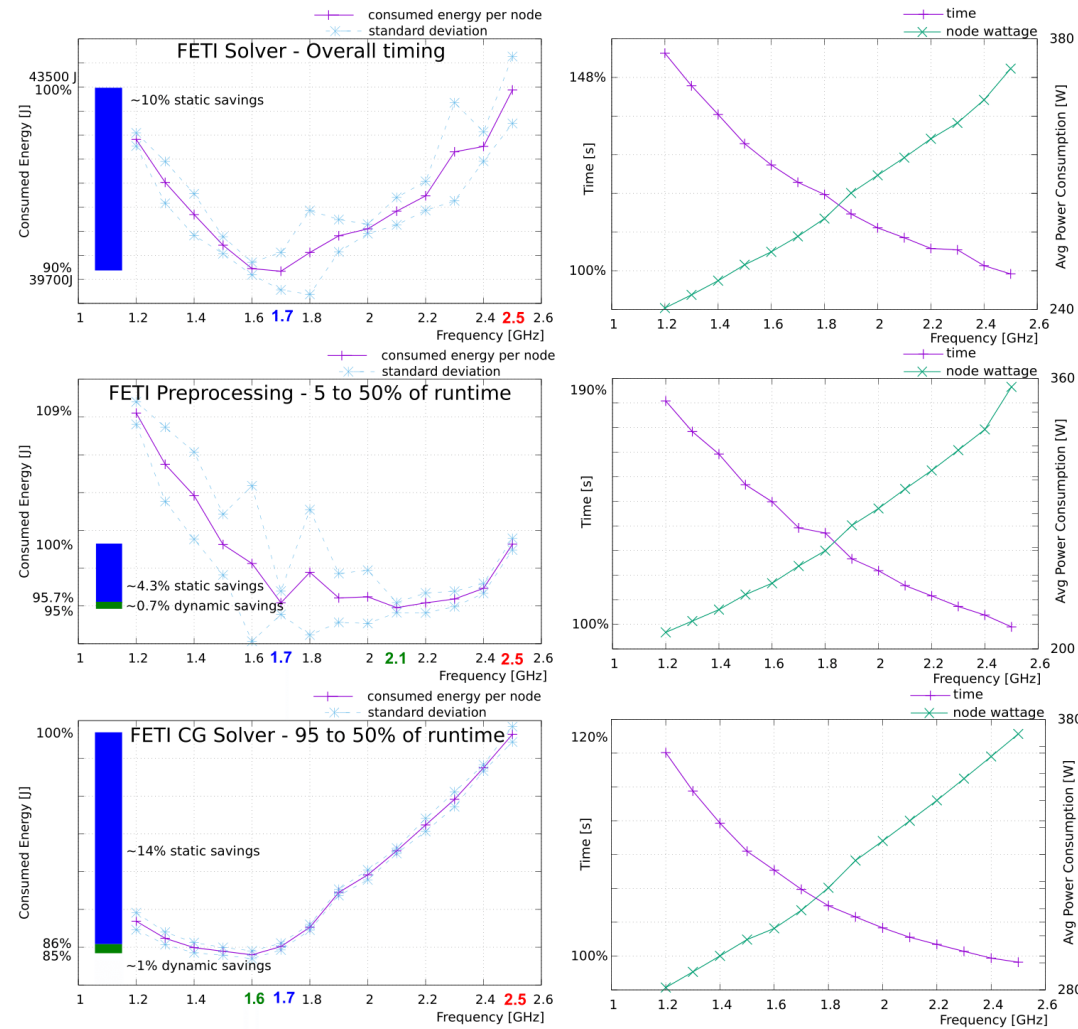 consumed energy per node
standard deviation
FETI Solver - Overall timing
43500 J
100%
~10% static savings
Consumed Energy [J]
90%
39700J
1 1.2 1.4 1.6 1.7 1.8 2 2.2 2.4 2.5 2.6
Frequency [GHz]
time
node wattage
380
148%
Time [s]
Avg Power Consumption [W]
100%
240
1 1.2 1.4 1.6 1.8 2 2.2 2.4 2.6
Frequency [GHz]
consumed energy per node
standard deviation
FETI Preprocessing - 5 to 50% of runtime
109%
Consumed Energy [J]
100%
~4.3% static savings
95.7%
~0.7% dynamic savings
95%
1 1.2 1.4 1.6 1.7 1.8 2 2.1 2.2 2.4 2.5 2.6
Frequency [GHz]
time
node wattage
190%
360
Time [s]
Avg Power Consumption [W]
100%
200
1 1.2 1.4 1.6 1.8 2 2.2 2.4 2.6
Frequency [GHz]
consumed energy per node
standard deviation
100%
FETI CG Solver - 95 to 50% of runtime
Consumed Energy [J]
~14% static savings
86%
85%
~1% dynamic savings
1 1.2 1.4 1.6 1.7 1.8 2 2.2 2.4 2.5 2.6
Frequency [GHz]
time
node wattage
380
120%
Time [s]
Avg Power Consumption [W]
100%
280
1 1.2 1.4 1.6 1.8 2 2.2 2.4 2.6
Frequency [GHz]